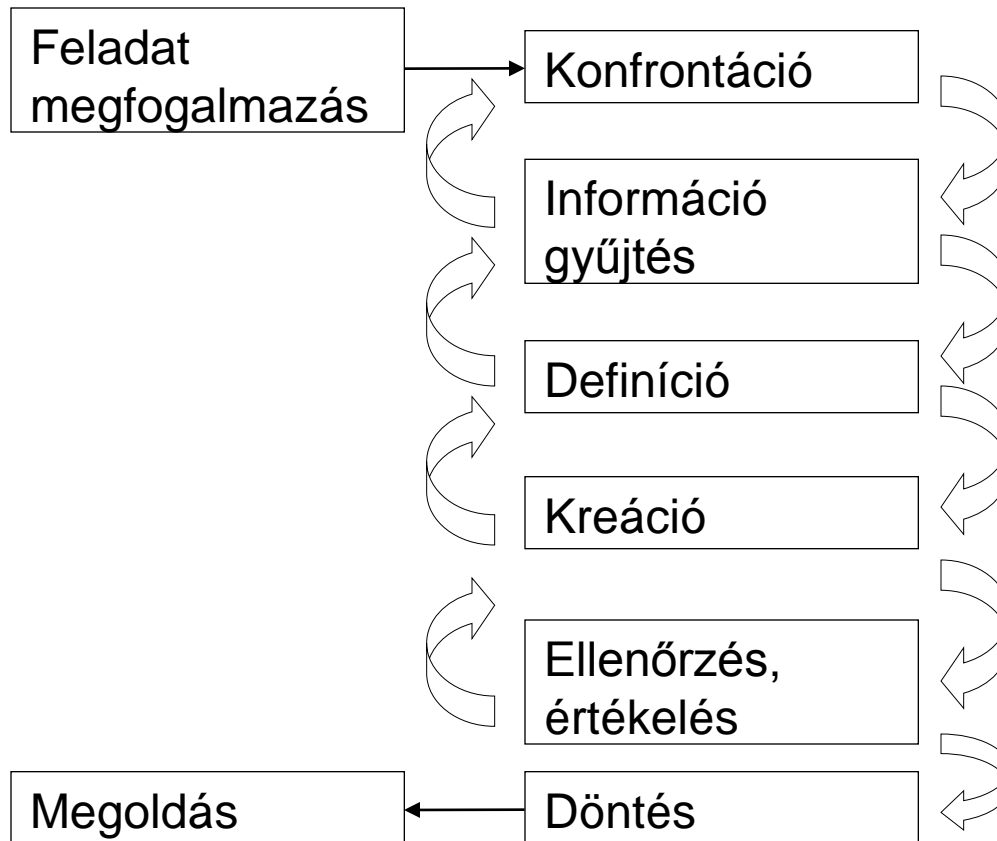 Feladat
megfogalmazás
Konfrontáció
Információ
gyűjtés
Definíció
Kreáció
Ellenőrzés,
értékelés
Megoldás
Döntés